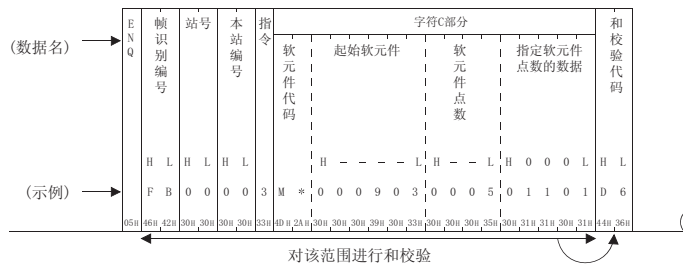 字符C部分
(数据名)
ENQ
帧识别编号
站号
本站编号
指令
软元件代码
起始软元件
软元件点数
指定软元件
点数的数据
和校验代码
H L H L H L H - - - L H - - L H 0 0 0 L H L
(示例)
F B 0 0 0 0 3 M * 0 0 0 9 0 3 0 0 0 5 0 1 1 0 1 D 6
05H 46H 42H 30H 30H 30H 30H 33H 4DH 2AH 30H 30H 30H 39H 30H 33H 30H 30H 30H 35H 30H 31H 31H 30H 31H 44H 36H
对该范围进行和校验